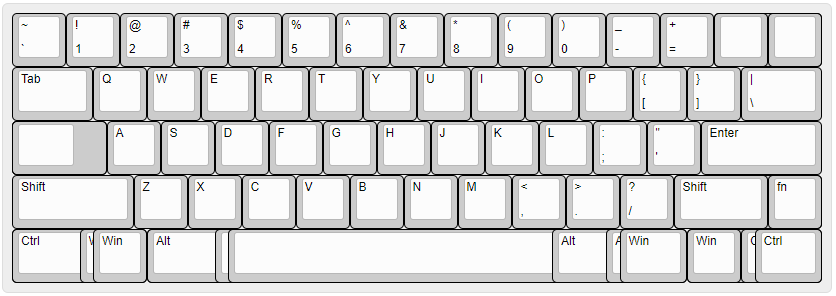 ~ ! @ # $ % ^ & * ( ) _ +
` 1 2 3 4 5 6 7 8 9 0 - =
Tab Q W E R T Y U I O P { } |
[ ] \
A S D F G H J K L : " Enter
; '
Shift Z X C V B N M < > ? Shift fn
, . /
Ctrl Win Alt Alt Win Win Ctrl